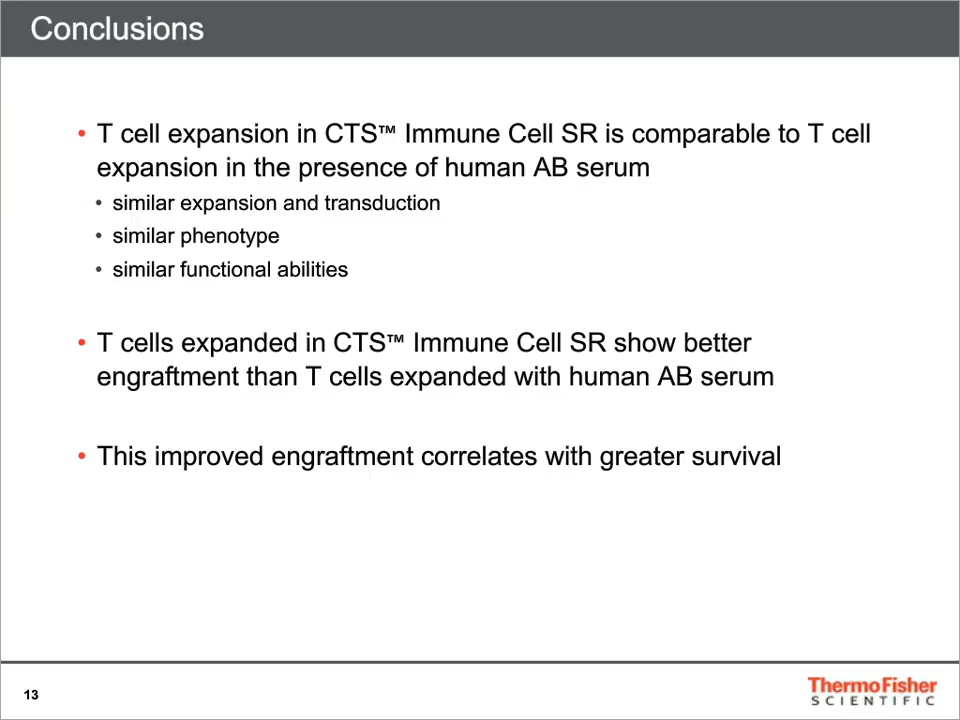 Conclusions
• T cell expansion in CTS™ Immune Cell SR is comparable to T cell
expansion in the presence of human AB serum
• similar expansion and transduction
• similar phenotype
• similar functional abilities
• T cells expanded in CTS™ Immune Cell SR show better
engraftment than T cells expanded with human AB serum
• This improved engraftment correlates with greater survival
13
ThermoFisher
SCIENTIFIC